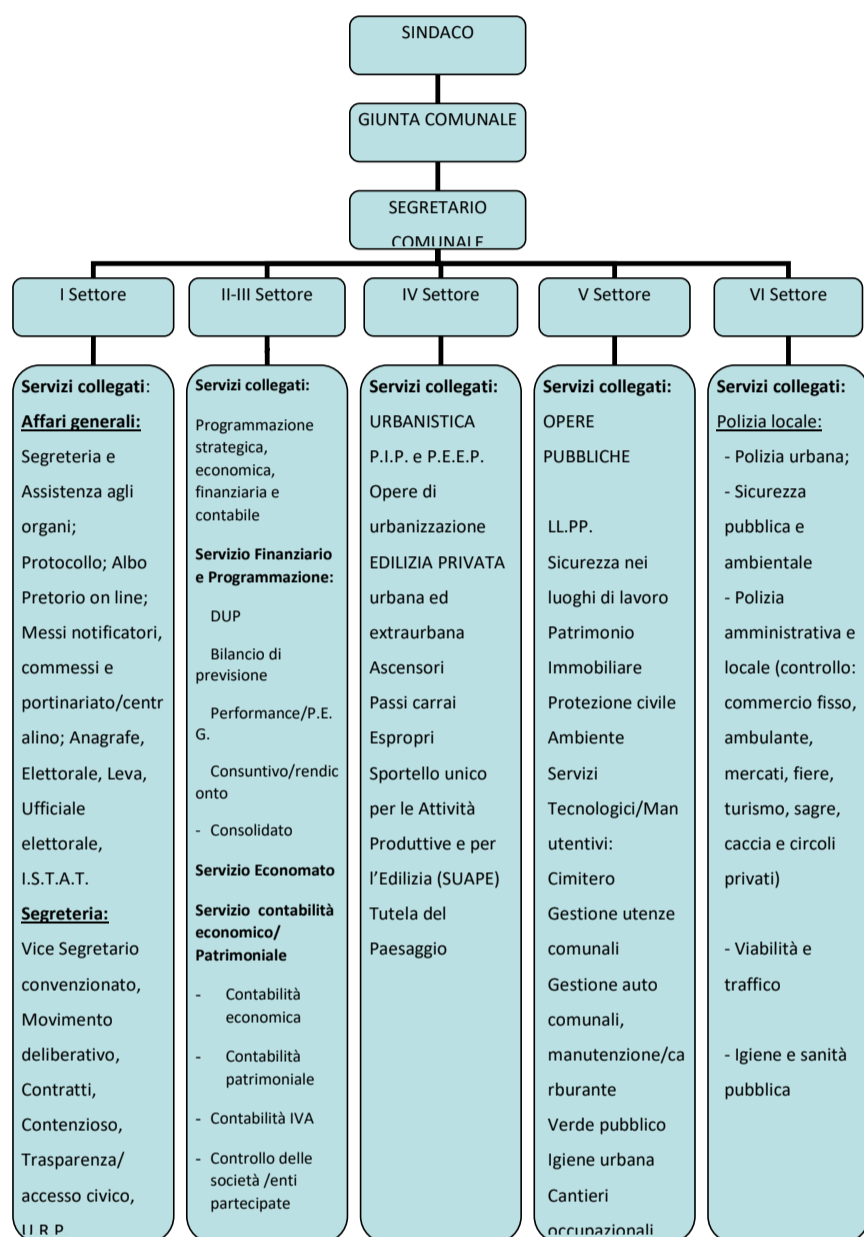 SINDACO
GIUNTA COMUNALE
SEGRETARIO
COMUNALE
I Settore
II-III Settore
IV Settore
V Settore
VI Settore
Servizi collegati:
Affari generali:
Segreteria e
Assistenza agli
organi;
Protocollo; Albo
Pretorio on line;
Messi notificatori,
commessi e
portinariato/centr
alino; Anagrafe,
Elettorale, Leva,
Ufficiale
elettorale,
I.S.T.A.T.
Segreteria:
Vice Segretario
convenzionato,
Movimento
deliberativo,
Contratti,
Contenzioso,
Trasparenza/
accesso civico,
U.R.P.
Servizi collegati:
Programmazione
strategica,
economica,
finanziaria e
contabile
Servizio Finanziario
e Programmazione:
DUP
Bilancio di
previsione
Performance/P.E.
G.
Consuntivo/rendic
onto
- Consolidato
Servizio Economato
Servizio contabilità
economico/
Patrimoniale
- Contabilità
economica
- Contabilità
patrimoniale
- Contabilità IVA
- Controllo delle
società /enti
partecipate
Servizi collegati:
URBANISTICA
P.I.P. e P.E.E.P.
Opere di
urbanizzazione
EDILIZIA PRIVATA
urbana ed
extraurbana
Ascensori
Passi carrai
Espropri
Sportello unico
per le Attività
Produttive e per
l'Edilizia (SUAPE)
Tutela del
Paesaggio
Servizi collegati:
OPERE
PUBBLICHE
LL.PP.
Sicurezza nei
luoghi di lavoro
Patrimonio
Immobiliare
Protezione civile
Ambiente
Servizi
Tecnologici/Man
utentivi:
Cimitero
Gestione utenze
comunali
Gestione auto
comunali,
manutenzione/ca
rburante
Verde pubblico
Igiene urbana
Cantieri
occupazionali
Servizi collegati:
Polizia locale:
- Polizia urbana;
- Sicurezza
pubblica e
ambientale
- Polizia
amministrativa e
locale (controllo:
commercio fisso,
ambulante,
mercati, fiere,
turismo, sagre,
caccia e circoli
privati)
- Viabilità e
traffico
- Igiene e sanità
pubblica